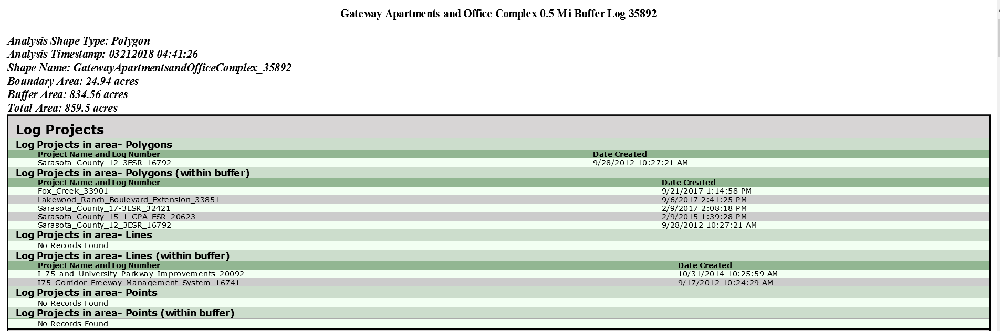 Gateway Apartments and Office Complex 0.5 Mi Buffer Log 35892
Analysis Shape Type: Polygon
Analysis Timestamp: 03212018 04:41:26
Shape Name: GatewayApartmentsandOfficeComplex_35892
Boundary Area: 24.94 acres
Buffer Area: 834.56 acres
Total Area: 859.5 acres
Log Projects
Log Projects in area- Polygons
Project Name and Log Number Date Created
Sarasota_County_12_3ESR_16792 9/28/2012 10:27:21 AM
Log Projects in area- Polygons (within buffer)
Project Name and Log Number Date Created
Fox_Creek_33901 9/21/2017 1:14:58 PM
Lakewood_Ranch_Boulevard_Extension_33851 9/6/2017 2:41:25 PM
Sarasota_County_17-3ESR_32421 2/9/2017 2:08:18 PM
Sarasota_County_15_1_CPA_ESR_20623 2/9/2015 1:39:28 PM
Sarasota_County_12_3ESR_16792 9/28/2012 10:27:21 AM
Log Projects in area- Lines
No Records Found
Log Projects in area- Lines (within buffer)
Project Name and Log Number Date Created
I_75_and_University_Parkway_Improvements_20092 10/31/2014 10:25:59 AM
I75_Corridor_Freeway_Management_System_16741 9/17/2012 10:24:29 AM
Log Projects in area- Points
No Records Found
Log Projects in area- Points (within buffer)
No Records Found